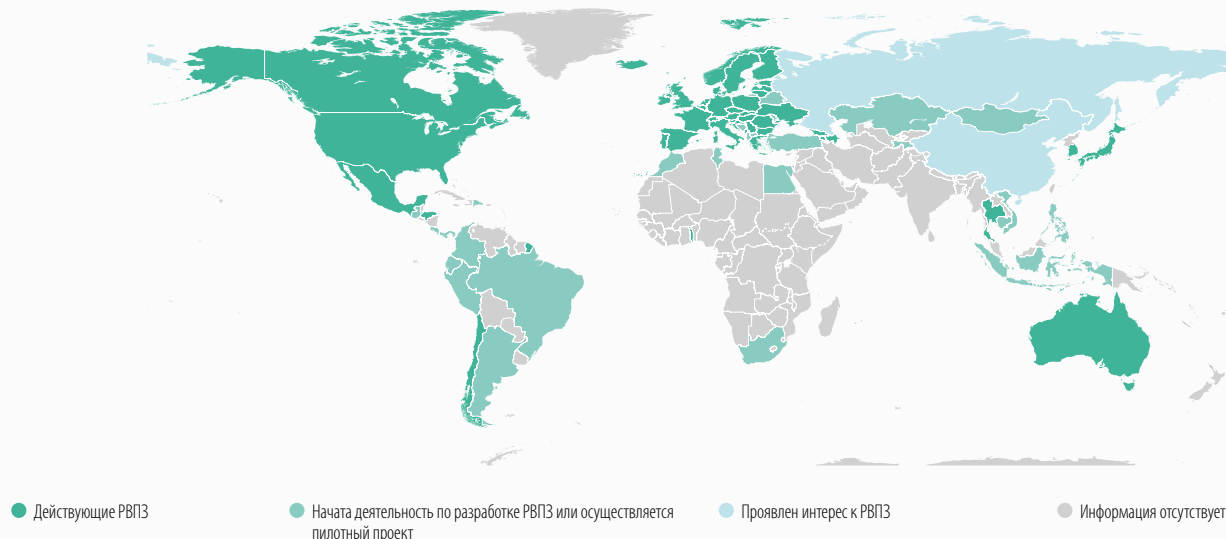 Действующие РВПЗ
Начата деятельность по разработке РВПЗ или осуществляется
пилотный проект
Проявлен интерес к РВПЗ
Информация отсутствует